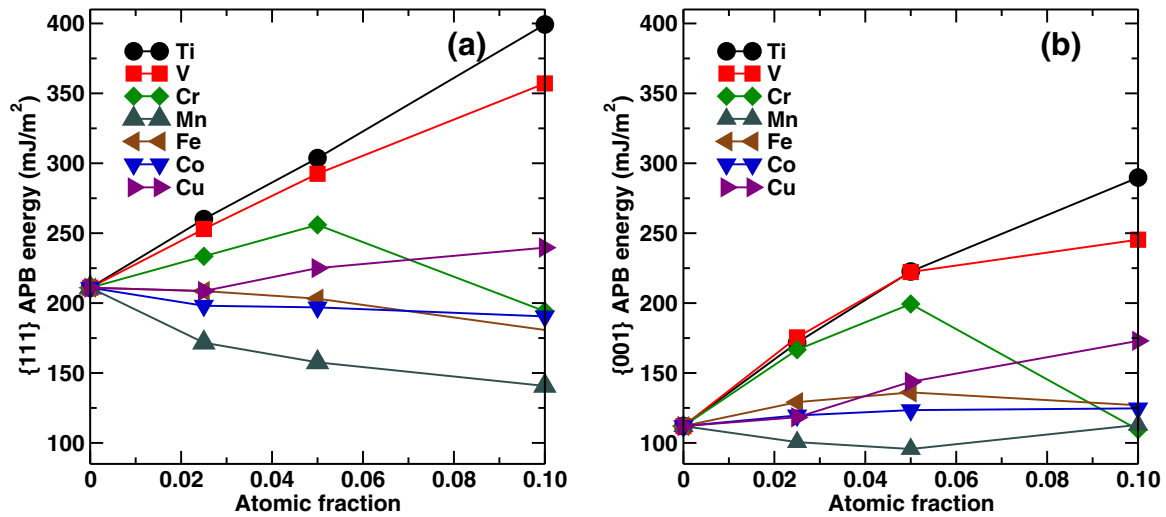 (a)
Ti
V
Cr
Mn
Fe
Co
Cu
400
350
300
250
200
150
100
{111} APB energy (mJ/m²)
0 0.02 0.04 0.06 0.08 0.10
Atomic fraction
(b)
Ti
V
Cr
Mn
Fe
Co
Cu
400
350
300
250
200
150
100
{001} APB energy (mJ/m²)
0 0.02 0.04 0.06 0.08 0.10
Atomic fraction